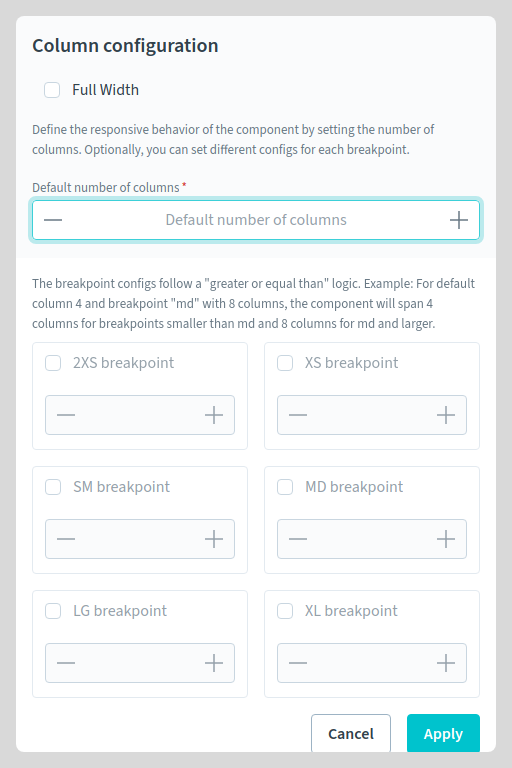 Column configuration
Full Width
Define the responsive behavior of the component by setting the number of
columns. Optionally, you can set different configs for each breakpoint.
Default number of columns *
Default number of columns
The breakpoint configs follow a "greater or equal than" logic. Example: For default
column 4 and breakpoint "md" with 8 columns, the component will span 4
columns for breakpoints smaller than md and 8 columns for md and larger.
2XS breakpoint
XS breakpoint
SM breakpoint
MD breakpoint
LG breakpoint
XL breakpoint
Cancel
Apply